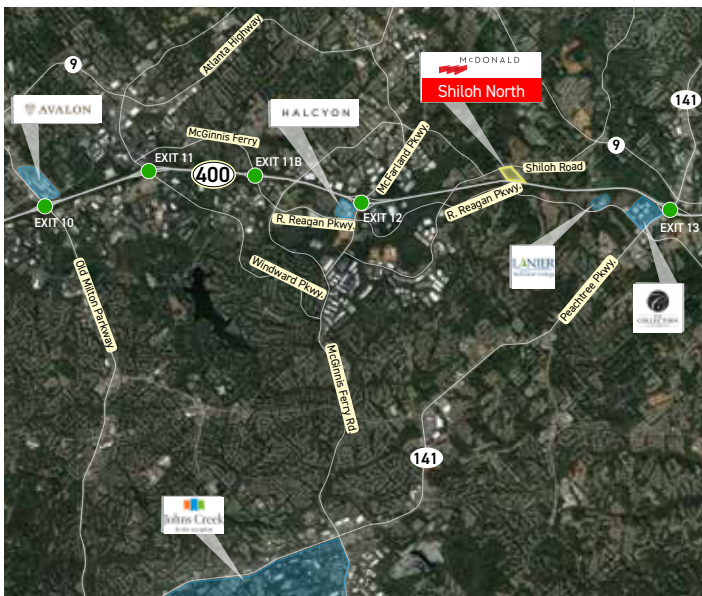 Atlanta Highway
9
McDONALD
Shiloh North
AVALON
HALCYON
141
McGinnis Ferry
McFarland Pkwy.
9
EXIT 11
EXIT 11B
400
Shiloh Road
EXIT 10
EXIT 12
R. Reagan Pkwy.
R. Reagan Pkwy.
EXIT 13
LANIER
Windward Pkwy.
Old Milton Parkway
Peachtree Pkwy.
COLLECTION
McGinnis Ferry Rd
141
Johns Creek